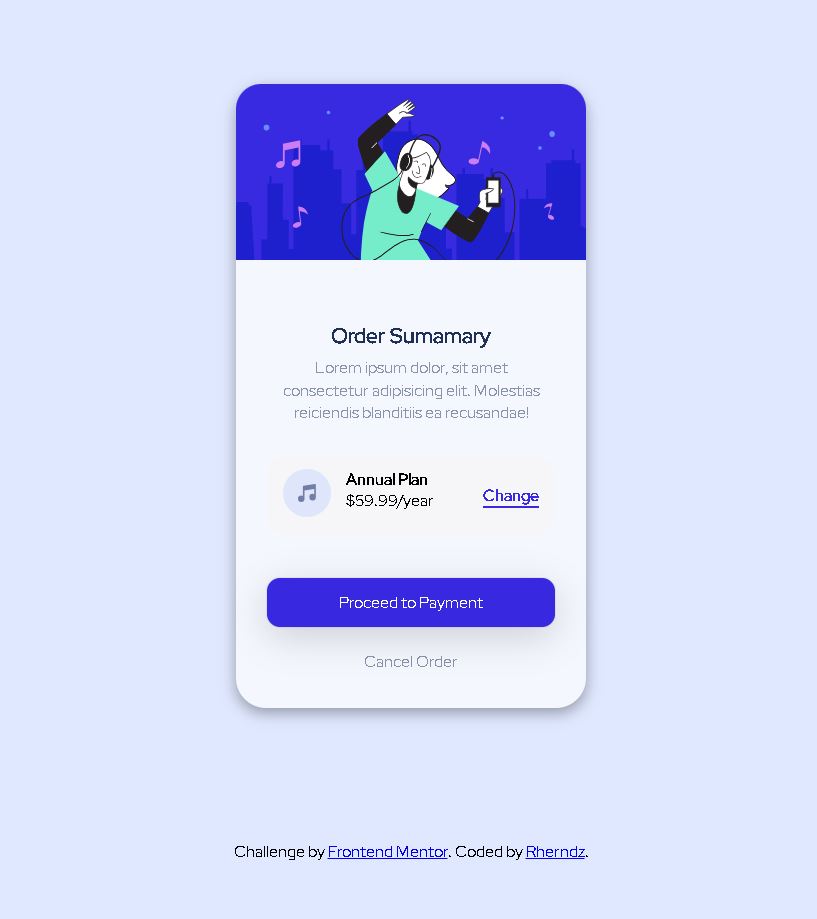 Order Sumamary
Lorem ipsum dolor, sit amet
consectetur adipisicing elit. Molestias
reiciendis blanditiis ea recusandae!
Annual Plan
$59.99/year
Change
Proceed to Payment
Cancel Order
Challenge by Frontend Mentor. Coded by Rherndz.